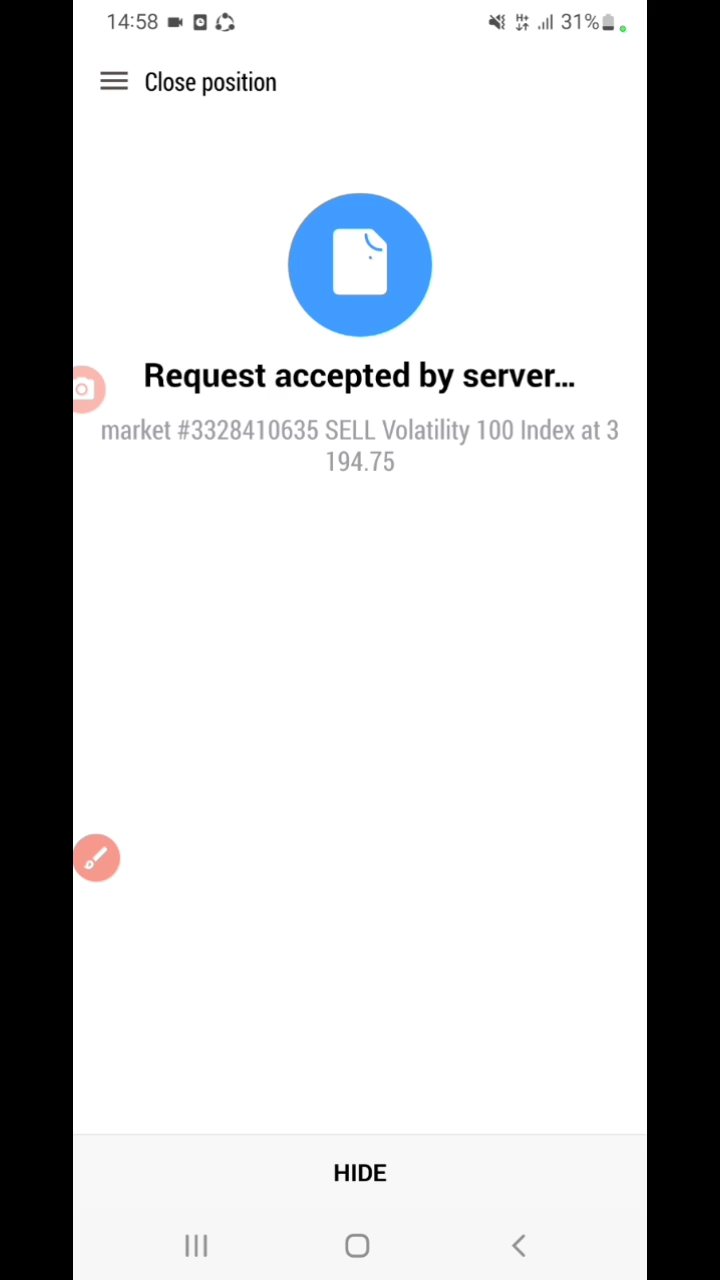 14:58
31%
Close position
Request accepted by server...
market #3328410635 SELL Volatility 100 Index at 3
194.75
HIDE